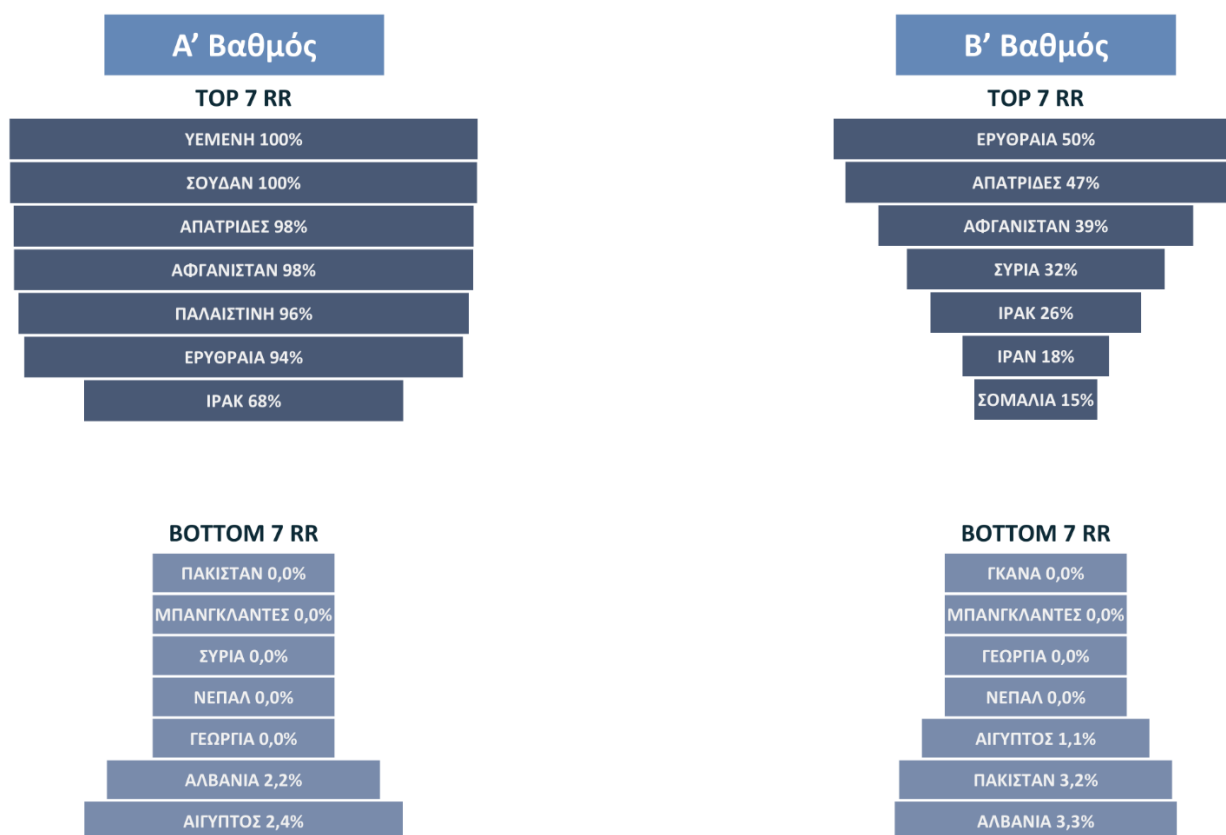 Α’ Βαθμός
TOP 7 RR
ΥΕΜΕΝΗ 100%
ΣΟΥΔΑΝ 100%
ΑΠΑΤΡΙΔΕΣ 98%
ΑΦΓΑΝΙΣΤΑΝ 98%
ΠΑΛΑΙΣΤΙΝΗ 96%
ΕΡΥΘΡΑΙΑ 94%
ΙΡΑΚ 68%
BOTTOM 7 RR
ΠΑΚΙΣΤΑΝ 0,0%
ΜΠΑΝΓΚΛΑΝΤΕΣ 0,0%
ΣΥΡΙΑ 0,0%
ΝΕΠΑΛ 0,0%
ΓΕΩΡΓΙΑ 0,0%
ΑΛΒΑΝΙΑ 2,2%
ΑΙΓΥΠΤΟΣ 2,4%
Β’ Βαθμός
TOP 7 RR
ΕΡΥΘΡΑΙΑ 50%
ΑΠΑΤΡΙΔΕΣ 47%
ΑΦΓΑΝΙΣΤΑΝ 39%
ΣΥΡΙΑ 32%
ΙΡΑΚ 26%
ΙΡΑΝ 18%
ΣΟΜΑΛΙΑ 15%
BOTTOM 7 RR
ΓΚΑΝΑ 0,0%
ΜΠΑΝΓΚΛΑΝΤΕΣ 0,0%
ΓΕΩΡΓΙΑ 0,0%
ΝΕΠΑΛ 0,0%
ΑΙΓΥΠΤΟΣ 1,1%
ΠΑΚΙΣΤΑΝ 3,2%
ΑΛΒΑΝΙΑ 3,3%